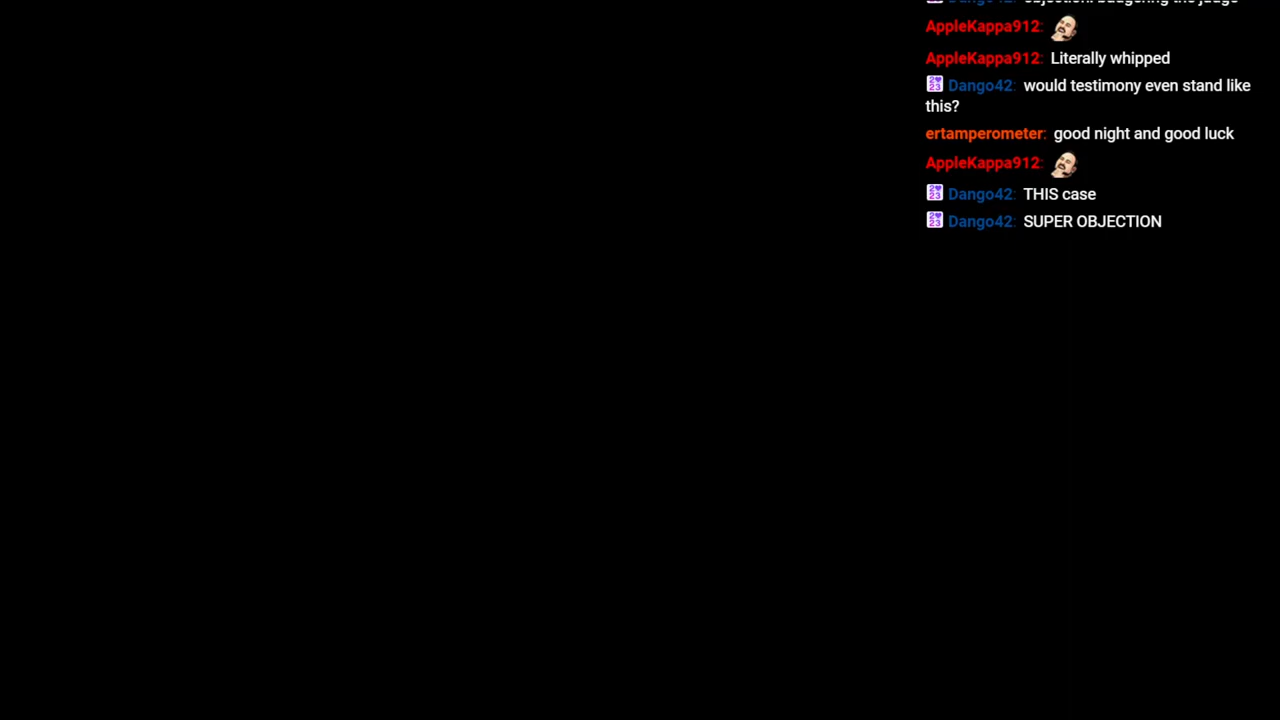 AppleKappa912:
AppleKappa912: Literally whipped
Dango42: would testimony even stand like
this?
ertamperometer: good night and good luck
AppleKappa912:
Dango42: THIS case
Dango42: SUPER OBJECTION